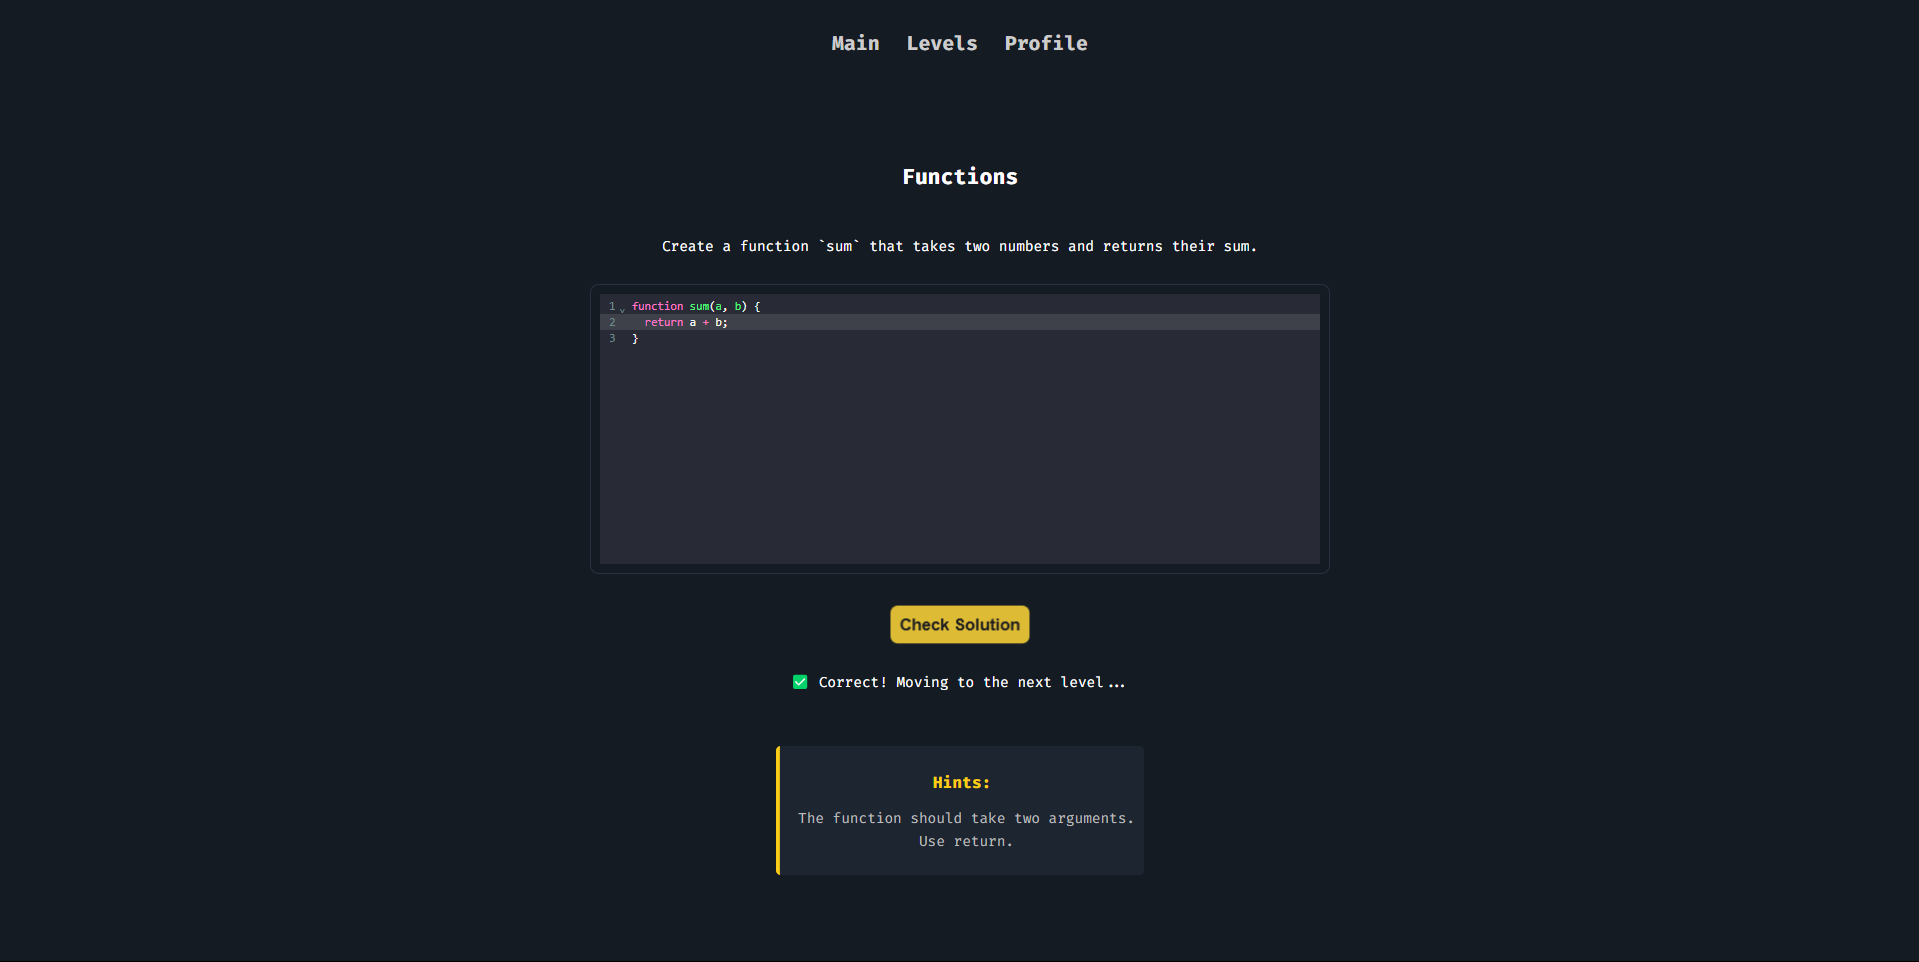 Main Levels Profile
Functions
Create a function `sum` that takes two numbers and returns their sum.
1 function sum(a, b) {
2 return a + b;
3 }
Check Solution
✅ Correct! Moving to the next level...
Hints:
The function should take two arguments.
Use return.